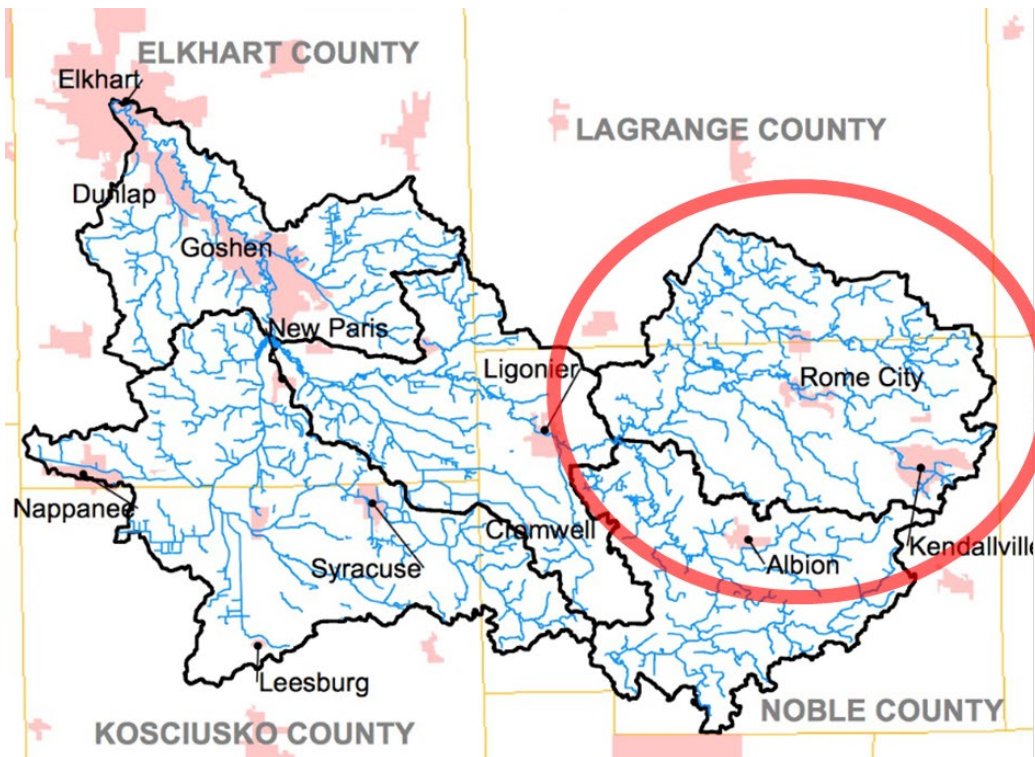 ELKHART COUNTY
Elkhart
LAGRANGE COUNTY
Dunlap
Goshen
New Paris
Ligonier
Rome City
Nappanee
Cromwell
Kendallville
Syracuse
Albion
Leesburg
NOBLE COUNTY
KOSCIUSKO COUNTY